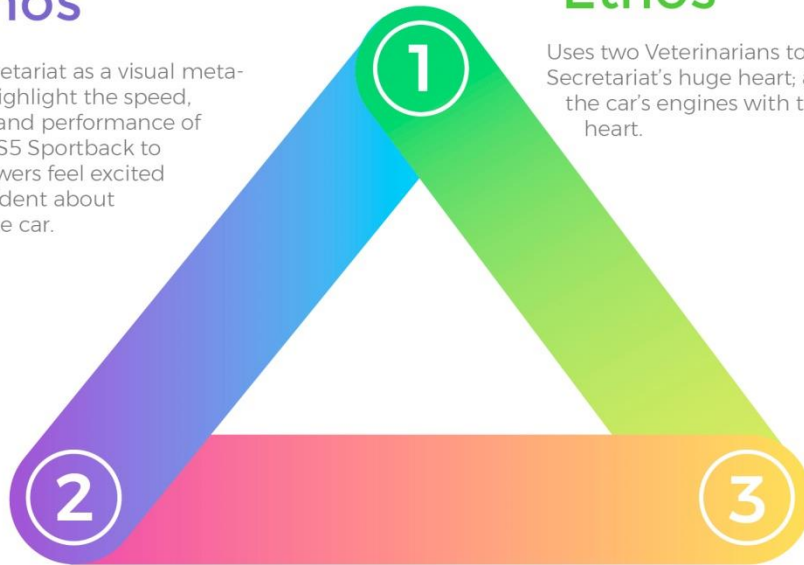 Ethos
etariat as a visual meta-
ighlight the speed,
and performance of
S5 Sportback to
wers feel excited
dent about
e car.
Uses two Veterinarians to
Secretariat's huge heart;
the car's engines with t
heart.
1
2
3